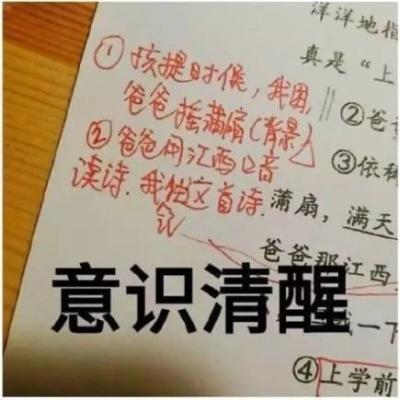 洋洋地指
①孩提时候，我困，
爸爸摇蒲扇(背景)
②爸爸用江西口音
读诗.我独这首诗.
记
真是“上
②爸
③依稀
蒲扇，满天
爸爸那江西
意识清醒
一下
④上学前